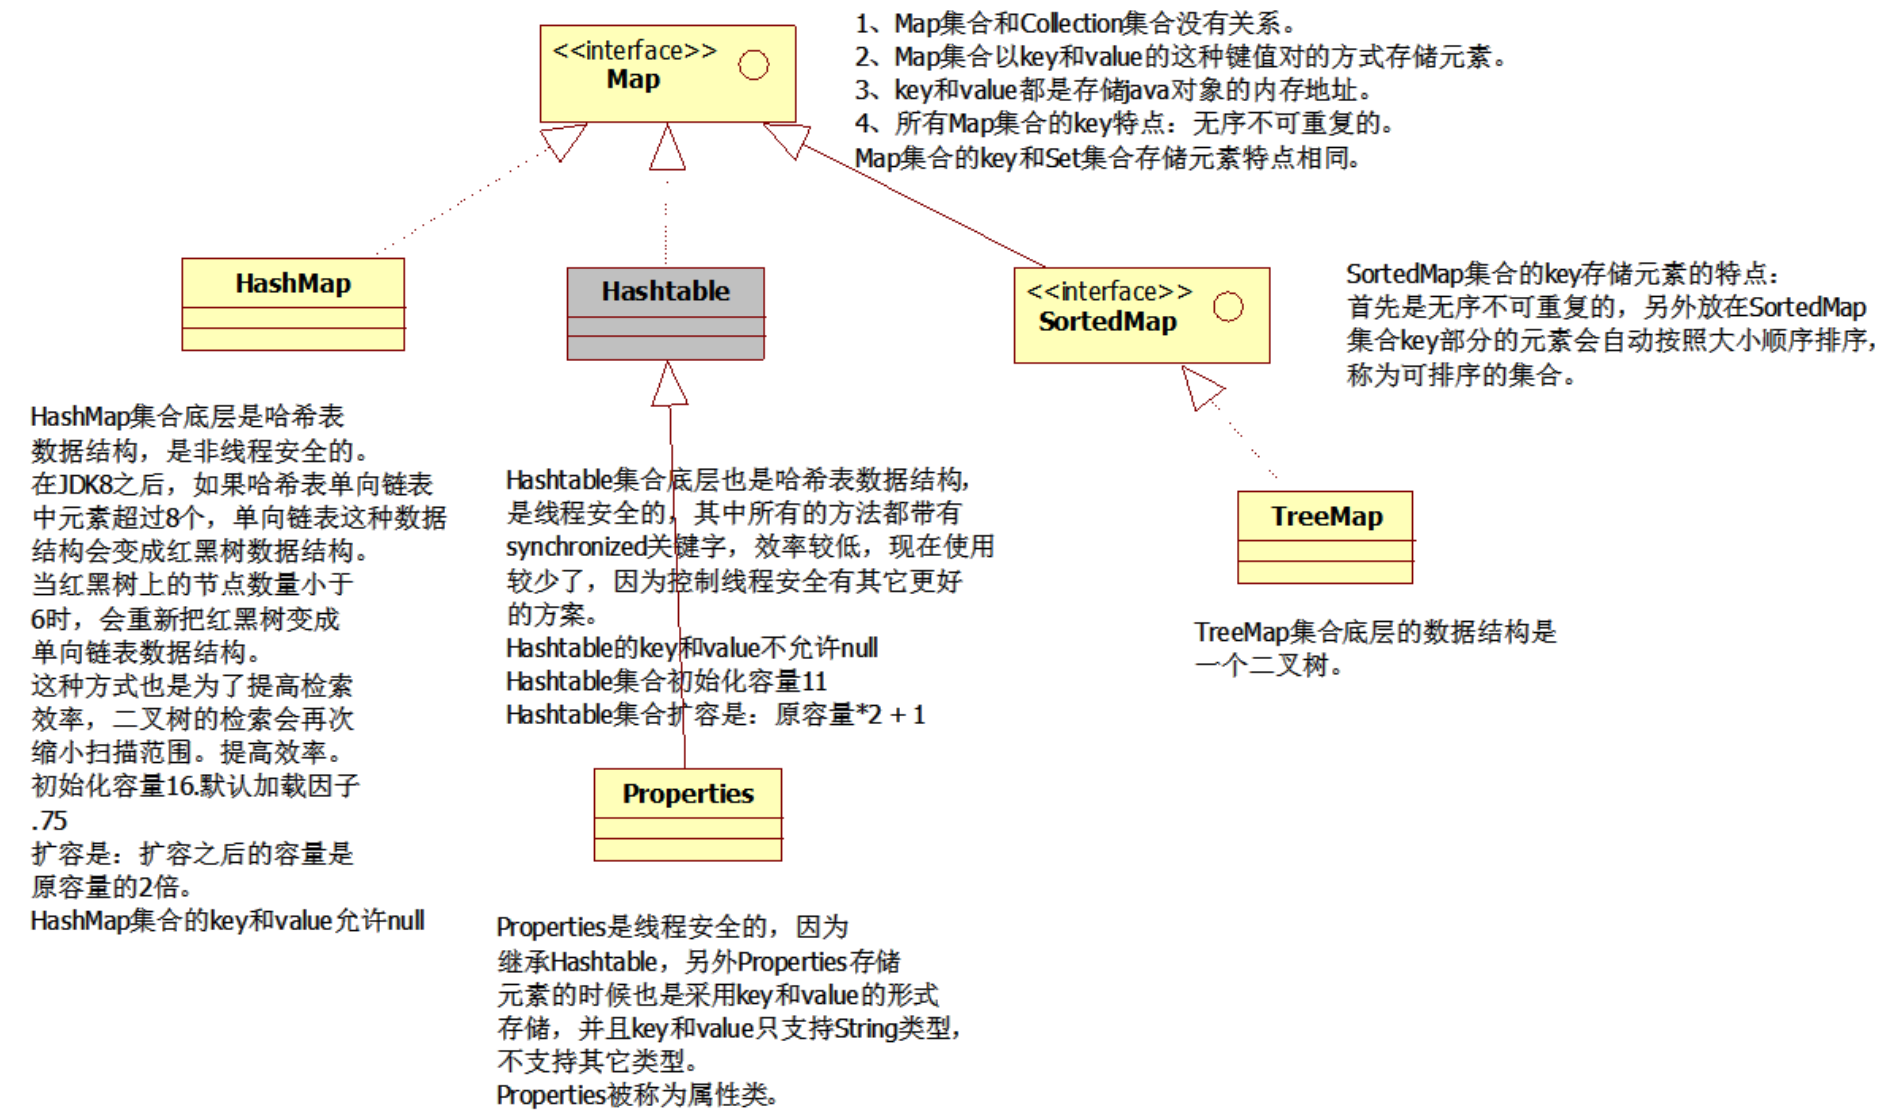 <<interface>>
Map
1、Map集合和Collection集合没有关系。
2、Map集合以key和value的这种键值对的方式存储元素。
3、key和value都是存储java对象的内存地址。
4、所有Map集合的key特点：无序不可重复的。
Map集合的key和Set集合存储元素特点相同。
HashMap
Hashtable
<<interface>>
SortedMap
SortedMap集合的key存储元素的特点：
首先是无序不可重复的，另外放在SortedMap
集合key部分的元素会自动按照大小顺序排序，
称为可排序的集合。
HashMap集合底层是哈希表
数据结构，是非线程安全的。
在JDK8之后，如果哈希表单向链表
中元素超过8个，单向链表这种数据
结构会变成红黑树数据结构。
当红黑树上的节点数量小于
6时，会重新把红黑树变成
单向链表数据结构。
这种方式也是为了提高检索
效率，二叉树的检索会再次
缩小扫描范围。提高效率。
初始化容量16.默认加载因子
.75
扩容是：扩容之后的容量是
原容量的2倍。
HashMap集合的key和value允许null
Hashtable集合底层也是哈希表数据结构，
是线程安全的，其中所有的方法都带有
synchronized关键字，效率较低，现在使用
较少了，因为控制线程安全有其它更好
的方案。
Hashtable的key和value不允许null
Hashtable集合初始化容量11
Hashtable集合扩容是：原容量*2 + 1
TreeMap
TreeMap集合底层的数据结构是
一个二叉树。
Properties
Properties是线程安全的，因为
继承Hashtable，另外Properties存储
元素的时候也是采用key和value的形式
存储，并且key和value只支持String类型，
不支持其它类型。
Properties被称为属性类。